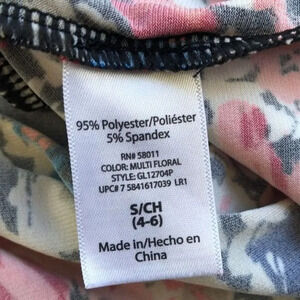 95% Polyester/Poliéster
5% Spandex
RN# 58011
COLOR: MULTI FLORAL
STYLE: GL12704P
UPC# 7 5841617039 LR1
S/CH
(4-6)
Made in/Hecho en
China